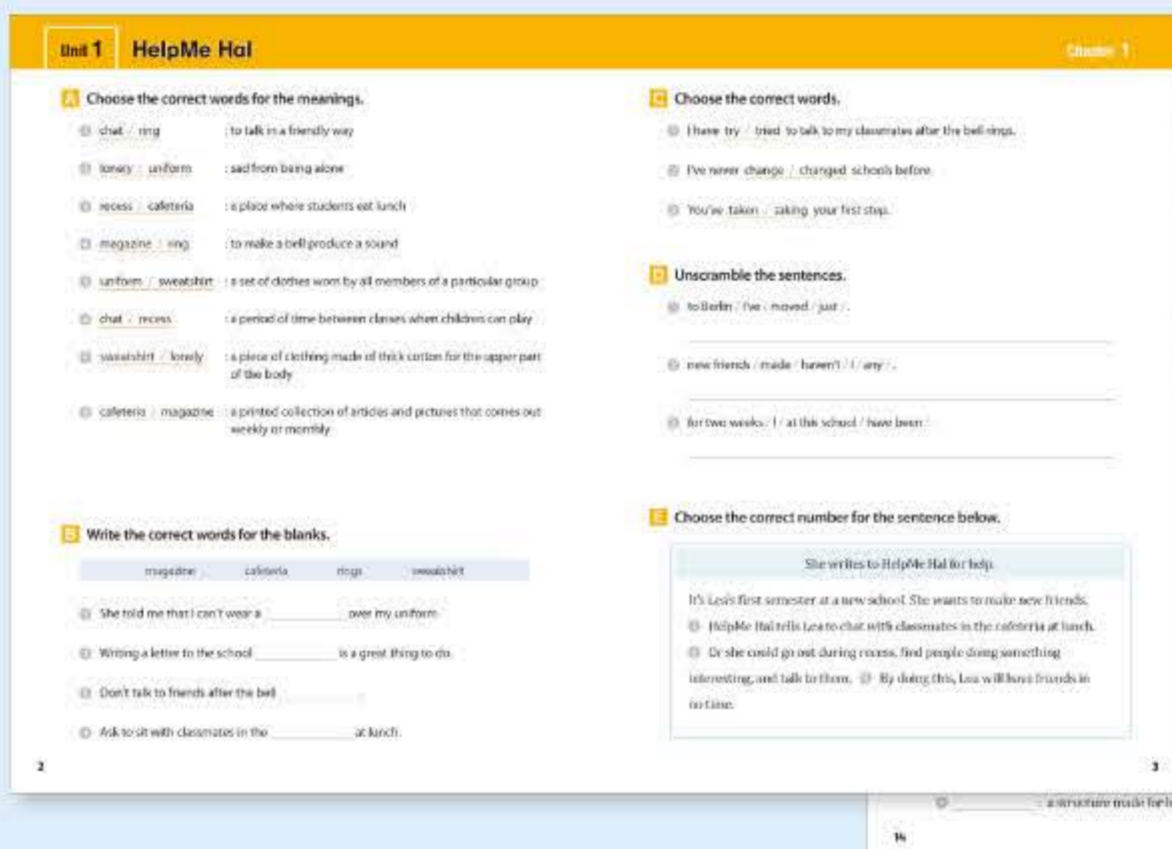 Unit 1 HelpMe Hal
Chapter 1
A Choose the correct words for the meanings.
chat / ring : to talk in a friendly way
lonely / uniform : sad from being alone
recess / cafeteria : a place where students eat lunch
magazine / ring : to make a bell produce a sound
uniform / sweatshirt : a set of clothes worn by all members of a particular group
chat / recess : a period of time between classes when children can play
sweatshirt / lonely : a piece of clothing made of thick cotton for the upper part
of the body
cafeteria / magazine : a printed collection of articles and pictures that comes out
weekly or monthly
B Write the correct words for the blanks.
magazine cafeteria rings sweatshirt
She told me that I can't wear a ____ over my uniform.
Writing a letter to the school ____ is a great thing to do.
Don't talk to friends after the bell ____.
Ask to sit with classmates in the ____ at lunch.
2
C Choose the correct words.
I have try / tried to talk to my classmates after the bell rings.
I've never change / changed schools before.
You've taken / taking your first step.
D Unscramble the sentences.
to Berlin / I've / moved / just / .
new friends / made / haven't / I / any / .
for two weeks / I / at this school / have been / .
E Choose the correct number for the sentence below.
She writes to HelpMe Hal for help.
It's Lea's first semester at a new school. She wants to make new friends.
HelpMe Hal tells Lea to chat with classmates in the cafeteria at lunch.
Or she could go out during recess, find people doing something
interesting, and talk to them. By doing this, Lea will have friends in
no time.
3
: a structure made for
14